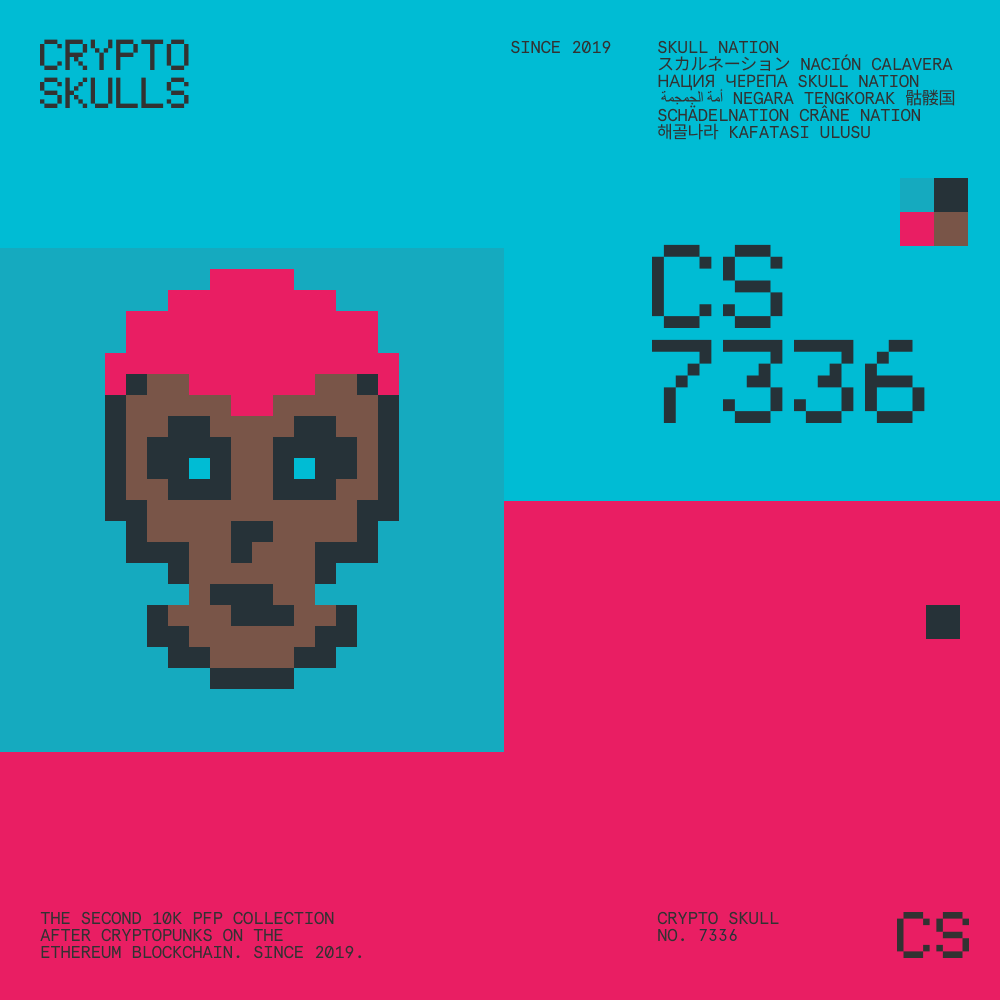 CRYPTO
SKULLS
SINCE 2019
SKULL NATION
スカルネーション NACIÓN CALAVERA
НАЦИЯ ЧЕРЕПА SKULL NATION
أمة الجمجمة NEGARA TENGKORAK 骷髅国
SCHÄDELNATION CRÂNE NATION
해골나라 KAFATASI ULUSU
CS
7336
THE SECOND 10K PFP COLLECTION
AFTER CRYPTOPUNKS ON THE
ETHEREUM BLOCKCHAIN. SINCE 2019.
CRYPTO SKULL
NO. 7336
CS